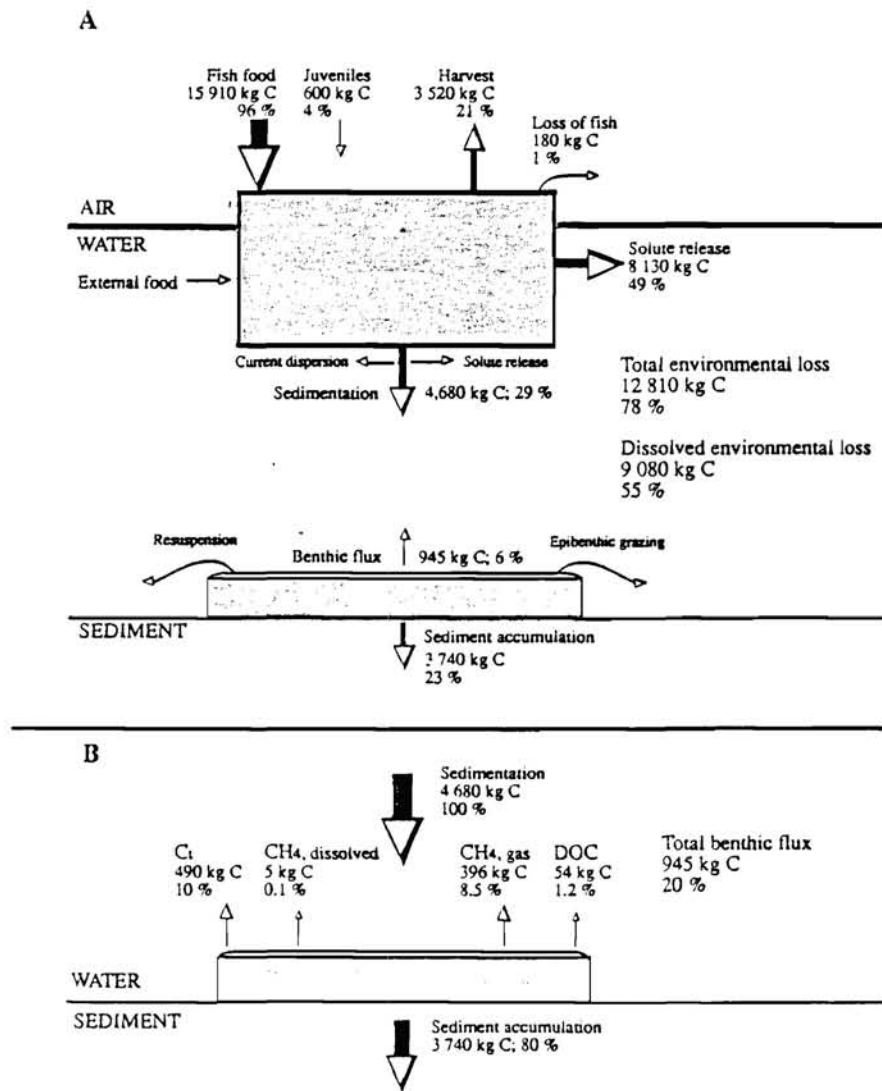 A
Fish food
15 910 kg C
96 %
Juveniles
600 kg C
4 %
Harvest
3 520 kg C
21 %
Loss of fish
180 kg C
1 %
AIR
WATER
External food
Solute release
8 130 kg C
49 %
Current dispersion
Solute release
Sedimentation 4,680 kg C; 29 %
Total environmental loss
12 810 kg C
78 %
Dissolved environmental loss
9 080 kg C
55 %
Resuspension
Benthic flux 945 kg C; 6 %
Epibenthic grazing
SEDIMENT
Sediment accumulation
3 740 kg C
23 %
B
Sedimentation
4 680 kg C
100 %
Ct
490 kg C
10 %
CH4, dissolved
5 kg C
0.1 %
CH4, gas
396 kg C
8.5 %
DOC
54 kg C
1.2 %
Total benthic flux
945 kg C
20 %
WATER
SEDIMENT
Sediment accumulation
3 740 kg C; 80 %